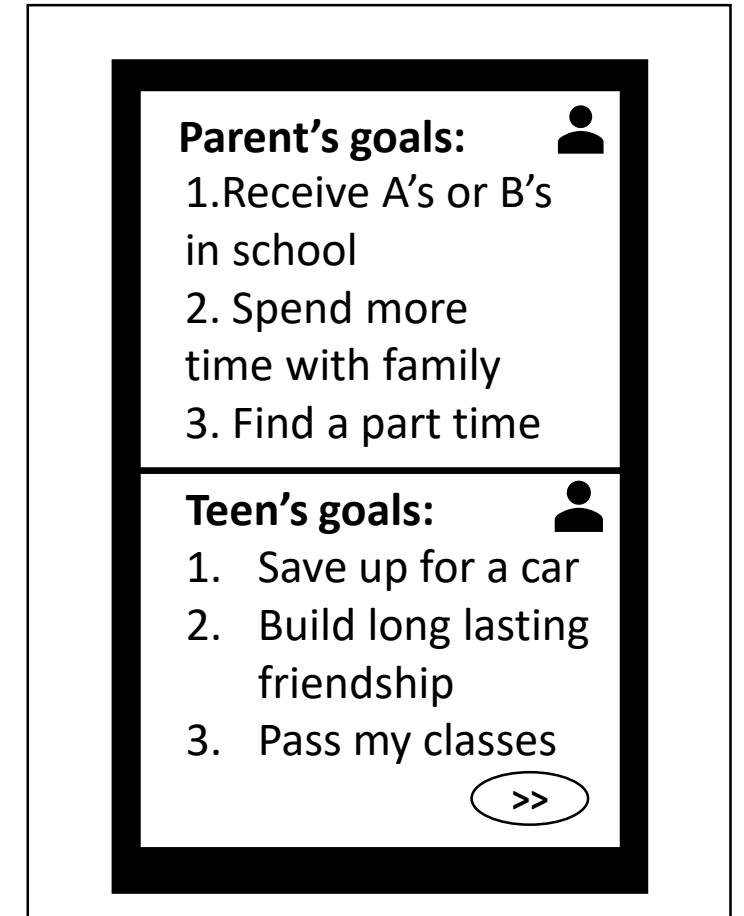 Parent's goals:
1.Receive A's or B's
in school
2. Spend more
time with family
3. Find a part time
Teen's goals:
1. Save up for a car
2. Build long lasting
friendship
3. Pass my classes
>>